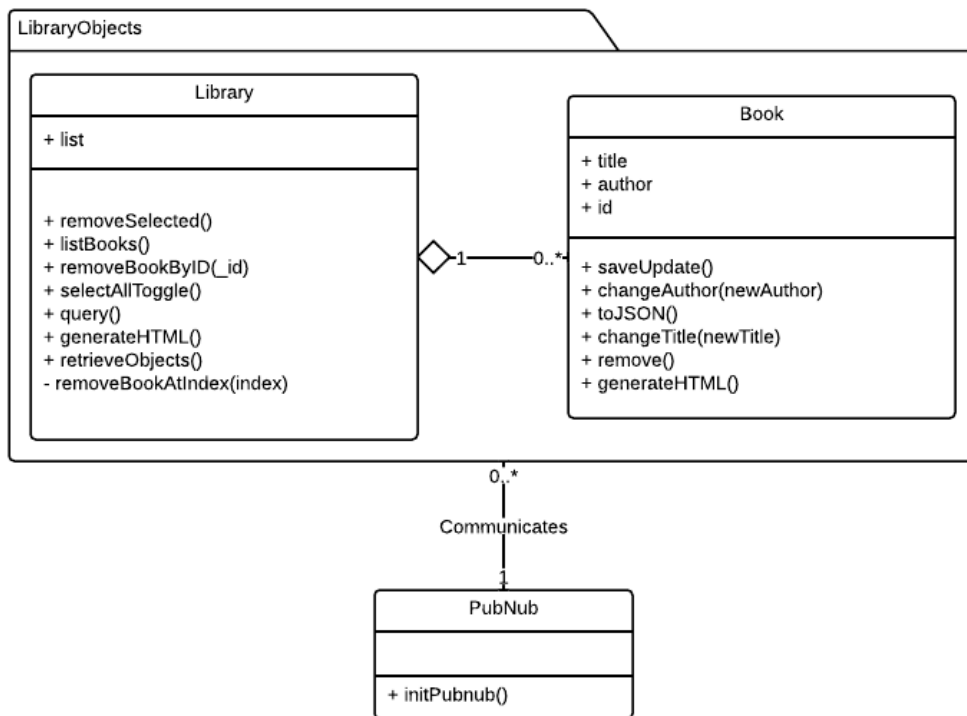 LibraryObjects
Library
+ list
+ removeSelected()
+ listBooks()
+ removeBookByID(_id)
+ selectAllToggle()
+ query()
+ generateHTML()
+ retrieveObjects()
- removeBookAtIndex(index)
1
0..*
Book
+ title
+ author
+ id
+ saveUpdate()
+ changeAuthor(newAuthor)
+ toJSON()
+ changeTitle(newTitle)
+ remove()
+ generateHTML()
0..*
Communicates
1
PubNub
+ initPubnub()